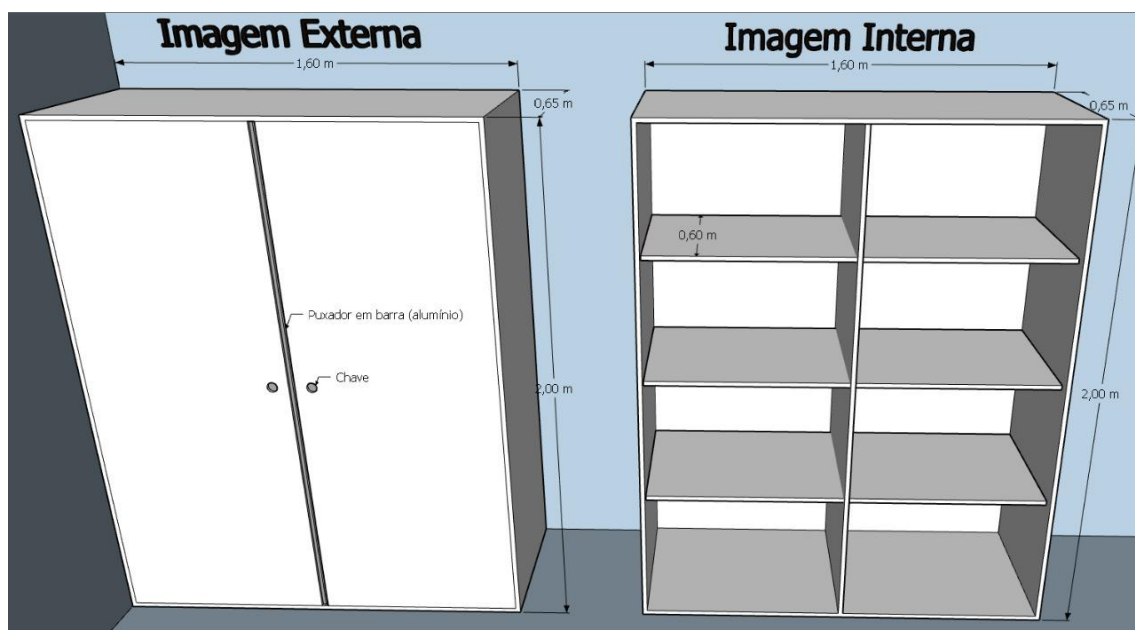 Imagem Externa
1,60 m
0,65 m
Puxador em barra (alumínio)
Chave
2,00 m
Imagem Interna
1,60 m
0,65 m
0,60 m
2,00 m